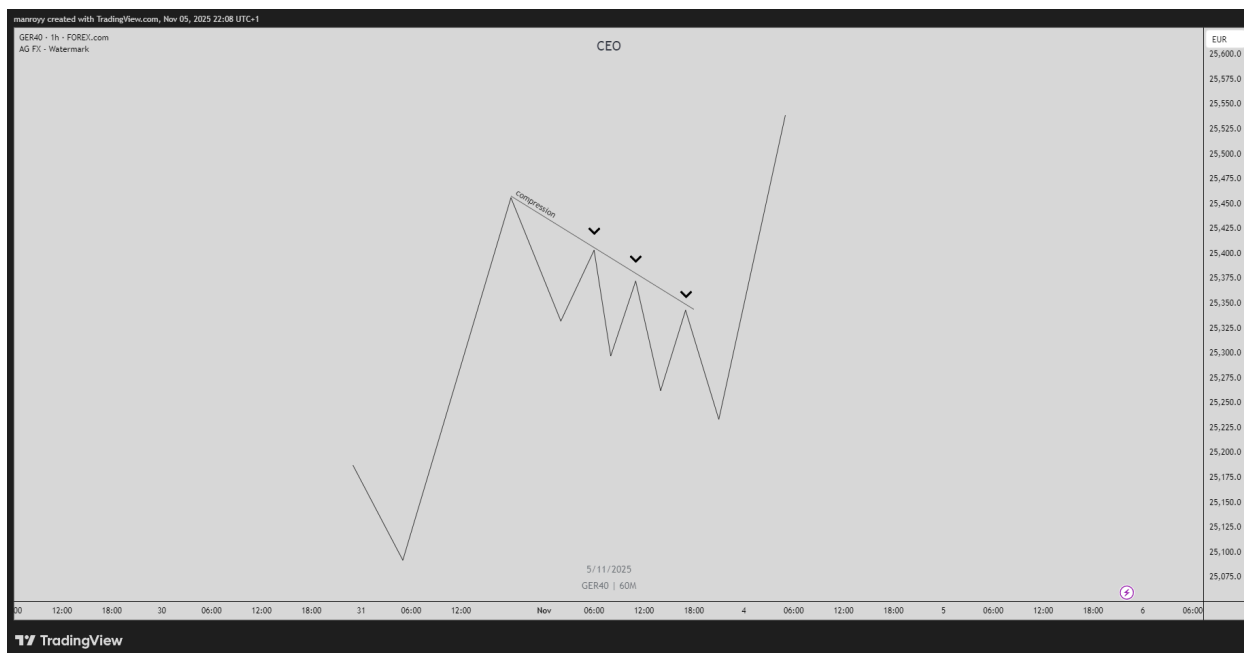 manroyy created with TradingView.com, Nov 05, 2025 22:08 UTC+1
GER40 · 1h · FOREX.com
AG FX - Watermark
CEO
EUR
25,600.0
25,575.0
25,550.0
25,525.0
25,500.0
25,475.0
25,450.0
25,425.0
25,400.0
25,375.0
25,350.0
25,325.0
25,300.0
25,275.0
25,250.0
25,225.0
25,200.0
25,175.0
25,150.0
25,125.0
25,100.0
25,075.0
compression
5/11/2025
GER40 | 60M
00 12:00 18:00 30 06:00 12:00 18:00 31 06:00 12:00 Nov 06:00 12:00 18:00 4 06:00 12:00 18:00 5 06:00 12:00 18:00 6 06:00
TradingView